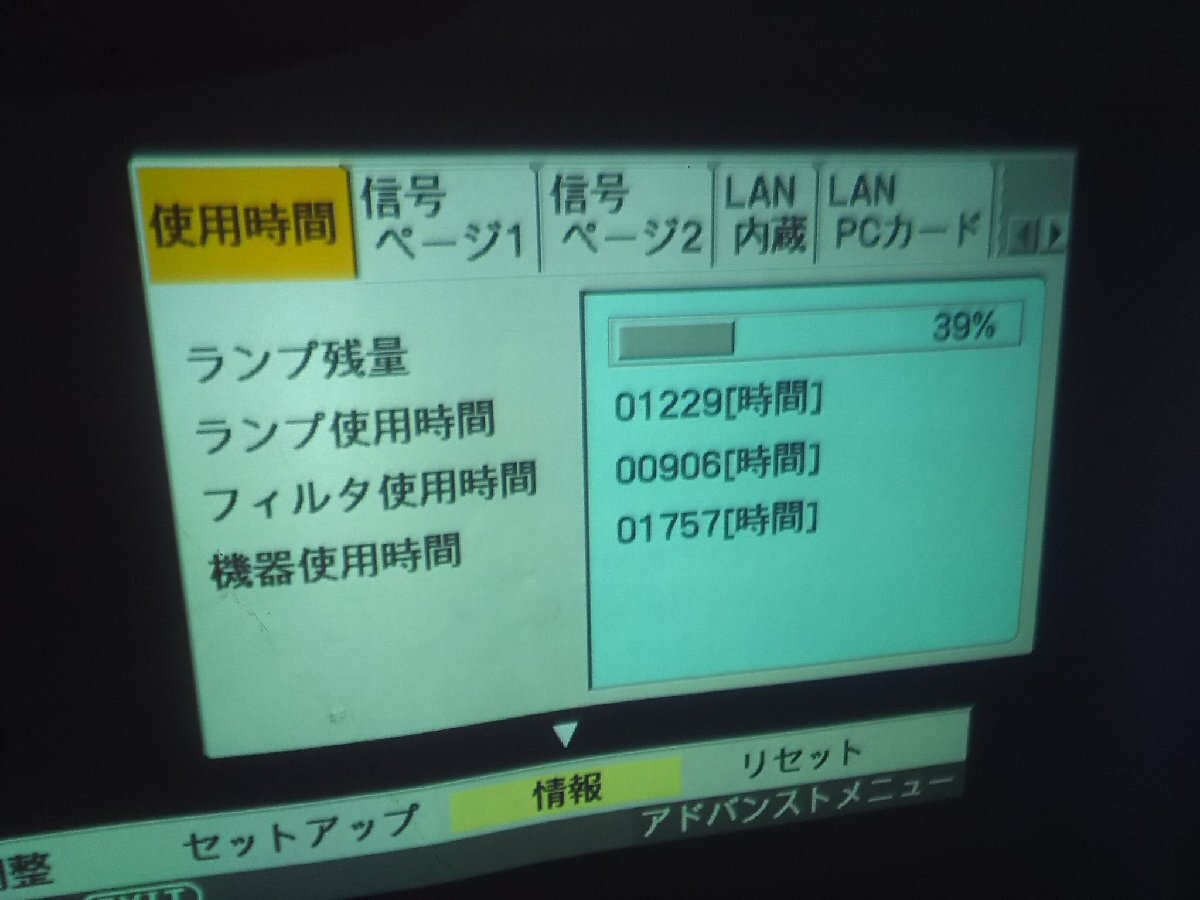 使用時間
信号
ページ1
信号
ページ2
LAN
内蔵
LAN
PCカード
ランプ残量
39%
ランプ使用時間
01229[時間]
フィルタ使用時間
00906[時間]
機器使用時間
01757[時間]
調整
セットアップ
情報
リセット
アドバンストメニュー
EXIT